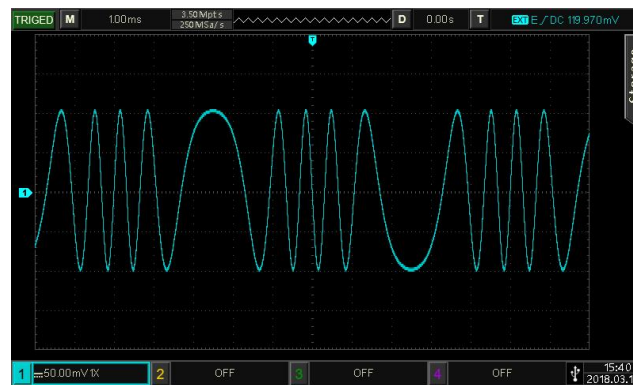 TRIGED M 1.00ms 3.50Mpts 250MSa/s D 0.00s T EXT E DC 119.970mV
T
Storage
1
1 50.00mV 1X 2 OFF 3 OFF 4 OFF 15:40
2018.03.1